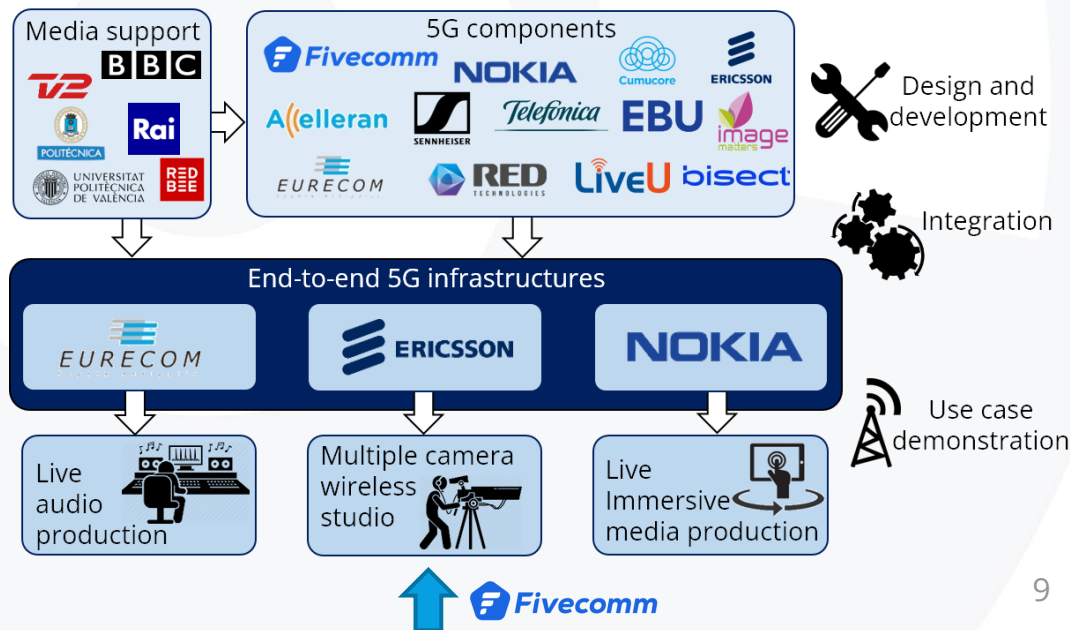 Media support
BBC
TV2
POLITÉCNICA
Rai
UNIVERSITAT
POLITÈCNICA
DE VALÈNCIA
RED
BEE
5G components
Fivecomm
NOKIA
Cumucore
ERICSSON
Accelleran
SENNHEISER
Telefónica
EBU
image
matters
EURECOM
RED
TECHNOLOGIES
LiveU
bisect
Design and
development
Integration
End-to-end 5G infrastructures
EURECOM
ERICSSON
NOKIA
Use case
demonstration
Live
audio
production
Multiple camera
wireless
studio
Live
Immersive
media production
Fivecomm
9